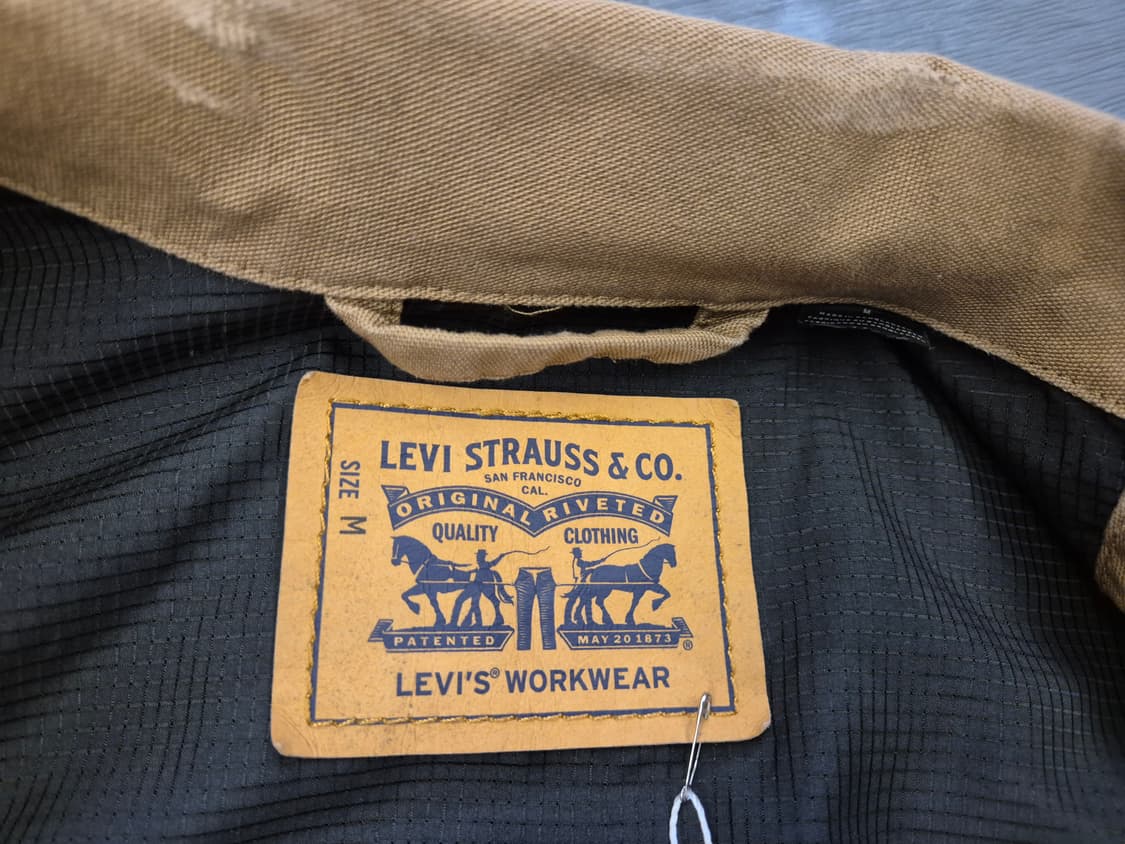 M
LEVI STRAUSS & CO.
SAN FRANCISCO
CAL.
ORIGINAL RIVETED
QUALITY CLOTHING
PATENTED MAY 20 1873 ®
LEVI'S® WORKWEAR
SIZE M